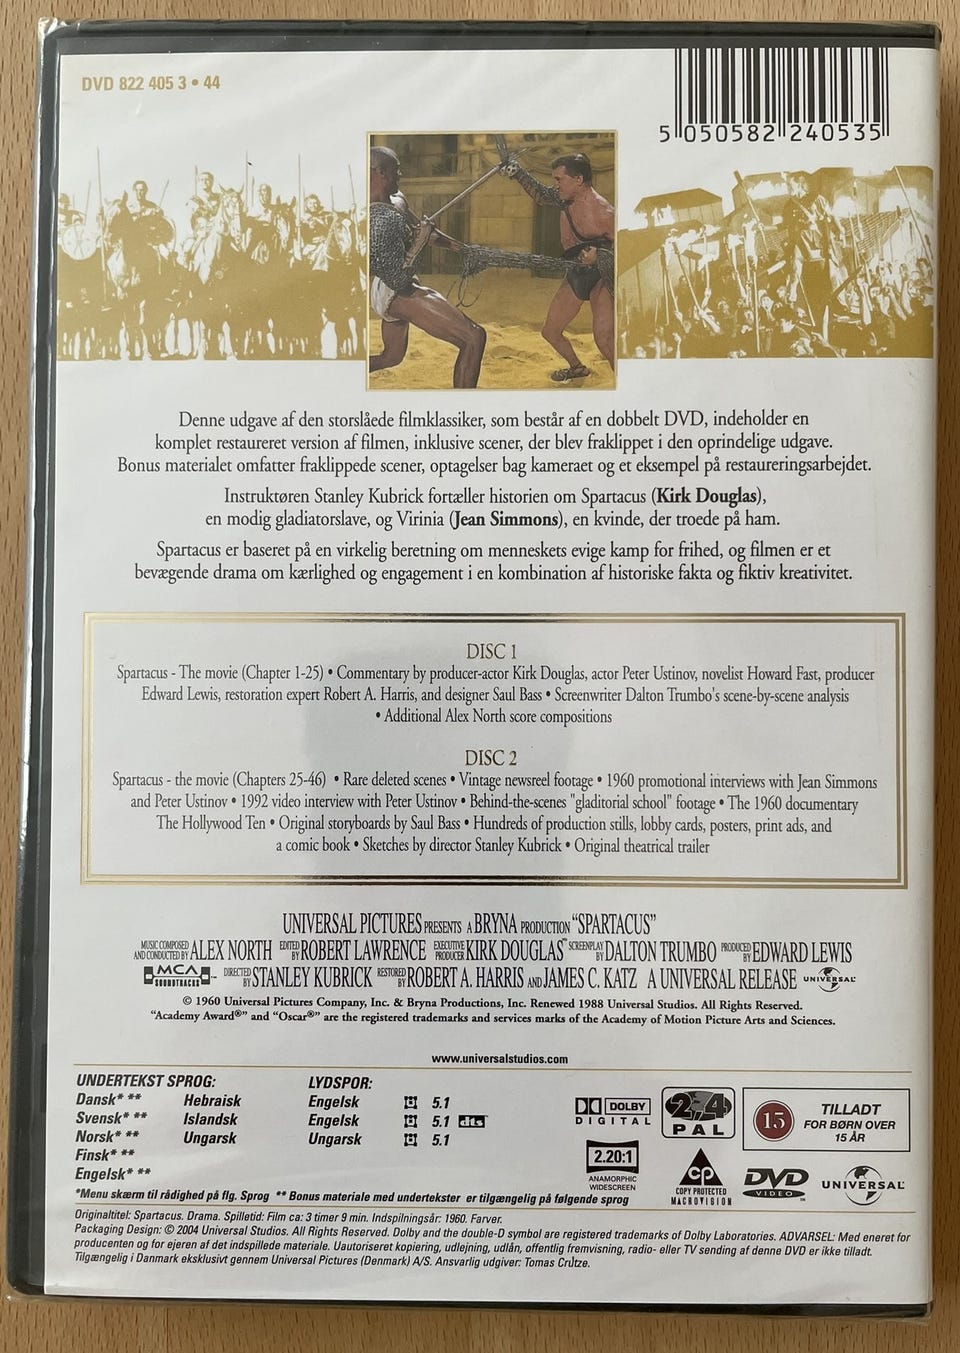 DVD 822 405 3 • 44
5 050582 240535
Denne udgave af den storslåede filmklassiker, som består af en dobbelt DVD, indeholder en
komplet restaureret version af filmen, inklusive scener, der blev fraklippet i den oprindelige udgave.
Bonus materialet omfatter fraklippede scener, optagelser bag kameraet og et eksempel på restaureringsarbejdet.
Instruktøren Stanley Kubrick fortæller historien om Spartacus (Kirk Douglas),
en modig gladiatorslave, og Virinia (Jean Simmons), en kvinde, der troede på ham.
Spartacus er baseret på en virkelig beretning om menneskets evige kamp for frihed, og filmen er et
bevægende drama om kærlighed og engagement i en kombination af historiske fakta og fiktiv kreativitet.
DISC 1
Spartacus - The movie (Chapter 1-25) • Commentary by producer-actor Kirk Douglas, actor Peter Ustinov, novelist Howard Fast, producer
Edward Lewis, restoration expert Robert A. Harris, and designer Saul Bass • Screenwriter Dalton Trumbo's scene-by-scene analysis
• Additional Alex North score compositions
DISC 2
Spartacus - the movie (Chapters 25-46) • Rare deleted scenes • Vintage newsreel footage • 1960 promotional interviews with Jean Simmons
and Peter Ustinov • 1992 video interview with Peter Ustinov • Behind-the-scenes "gladitorial school" footage • The 1960 documentary
The Hollywood Ten • Original storyboards by Saul Bass • Hundreds of production stills, lobby cards, posters, print ads, and
a comic book • Sketches by director Stanley Kubrick • Original theatrical trailer
UNIVERSAL PICTURES PRESENTS A BRYNA PRODUCTION "SPARTACUS"
MUSIC COMPOSED AND CONDUCTED BY ALEX NORTH EDITED BY ROBERT LAWRENCE EXECUTIVE PRODUCER KIRK DOUGLAS SCREENPLAY BY DALTON TRUMBO PRODUCED BY EDWARD LEWIS
MCA SOUNDTRACKS DIRECTED BY STANLEY KUBRICK RESTORED BY ROBERT A. HARRIS AND JAMES C. KATZ A UNIVERSAL RELEASE UNIVERSAL
© 1960 Universal Pictures Company, Inc. & Bryna Productions, Inc. Renewed 1988 Universal Studios. All Rights Reserved.
"Academy Award®" and "Oscar®" are the registered trademarks and services marks of the Academy of Motion Picture Arts and Sciences.
www.universalstudios.com
UNDERTEKST SPROG: LYDSPOR:
Dansk* ** Hebraisk Engelsk 5.1
Svensk* ** Islandsk Engelsk 5.1 dts
Norsk* ** Ungarsk Ungarsk 5.1
Finsk* **
Engelsk* **
*Menu skærm til rådighed på flg. Sprog ** Bonus materiale med undertekster er tilgængelig på følgende sprog
DOLBY DIGITAL
2.20:1
ANAMORPHIC
WIDESCREEN
2 4
PAL
CP
COPY PROTECTED
MACROVISION
15
TILLADT
FOR BØRN OVER
15 ÅR
DVD VIDEO
UNIVERSAL
Originaltitel: Spartacus. Drama. Spilletid: Film ca: 3 timer 9 min. Indspilningsår: 1960. Farver.
Packaging Design: © 2004 Universal Studios. All Rights Reserved. Dolby and the double-D symbol are registered trademarks of Dolby Laboratories. ADVARSEL: Med eneret for
producenten og for ejeren af det indspillede materiale. Uautoriseret kopiering, udlejning, udlån, offentlig fremvisning, radio- eller TV sending af denne DVD er ikke tilladt.
Tilgængelig i Danmark eksklusivt gennem Universal Pictures (Denmark) A/S. Ansvarlig udgiver: Tomas Crütze.